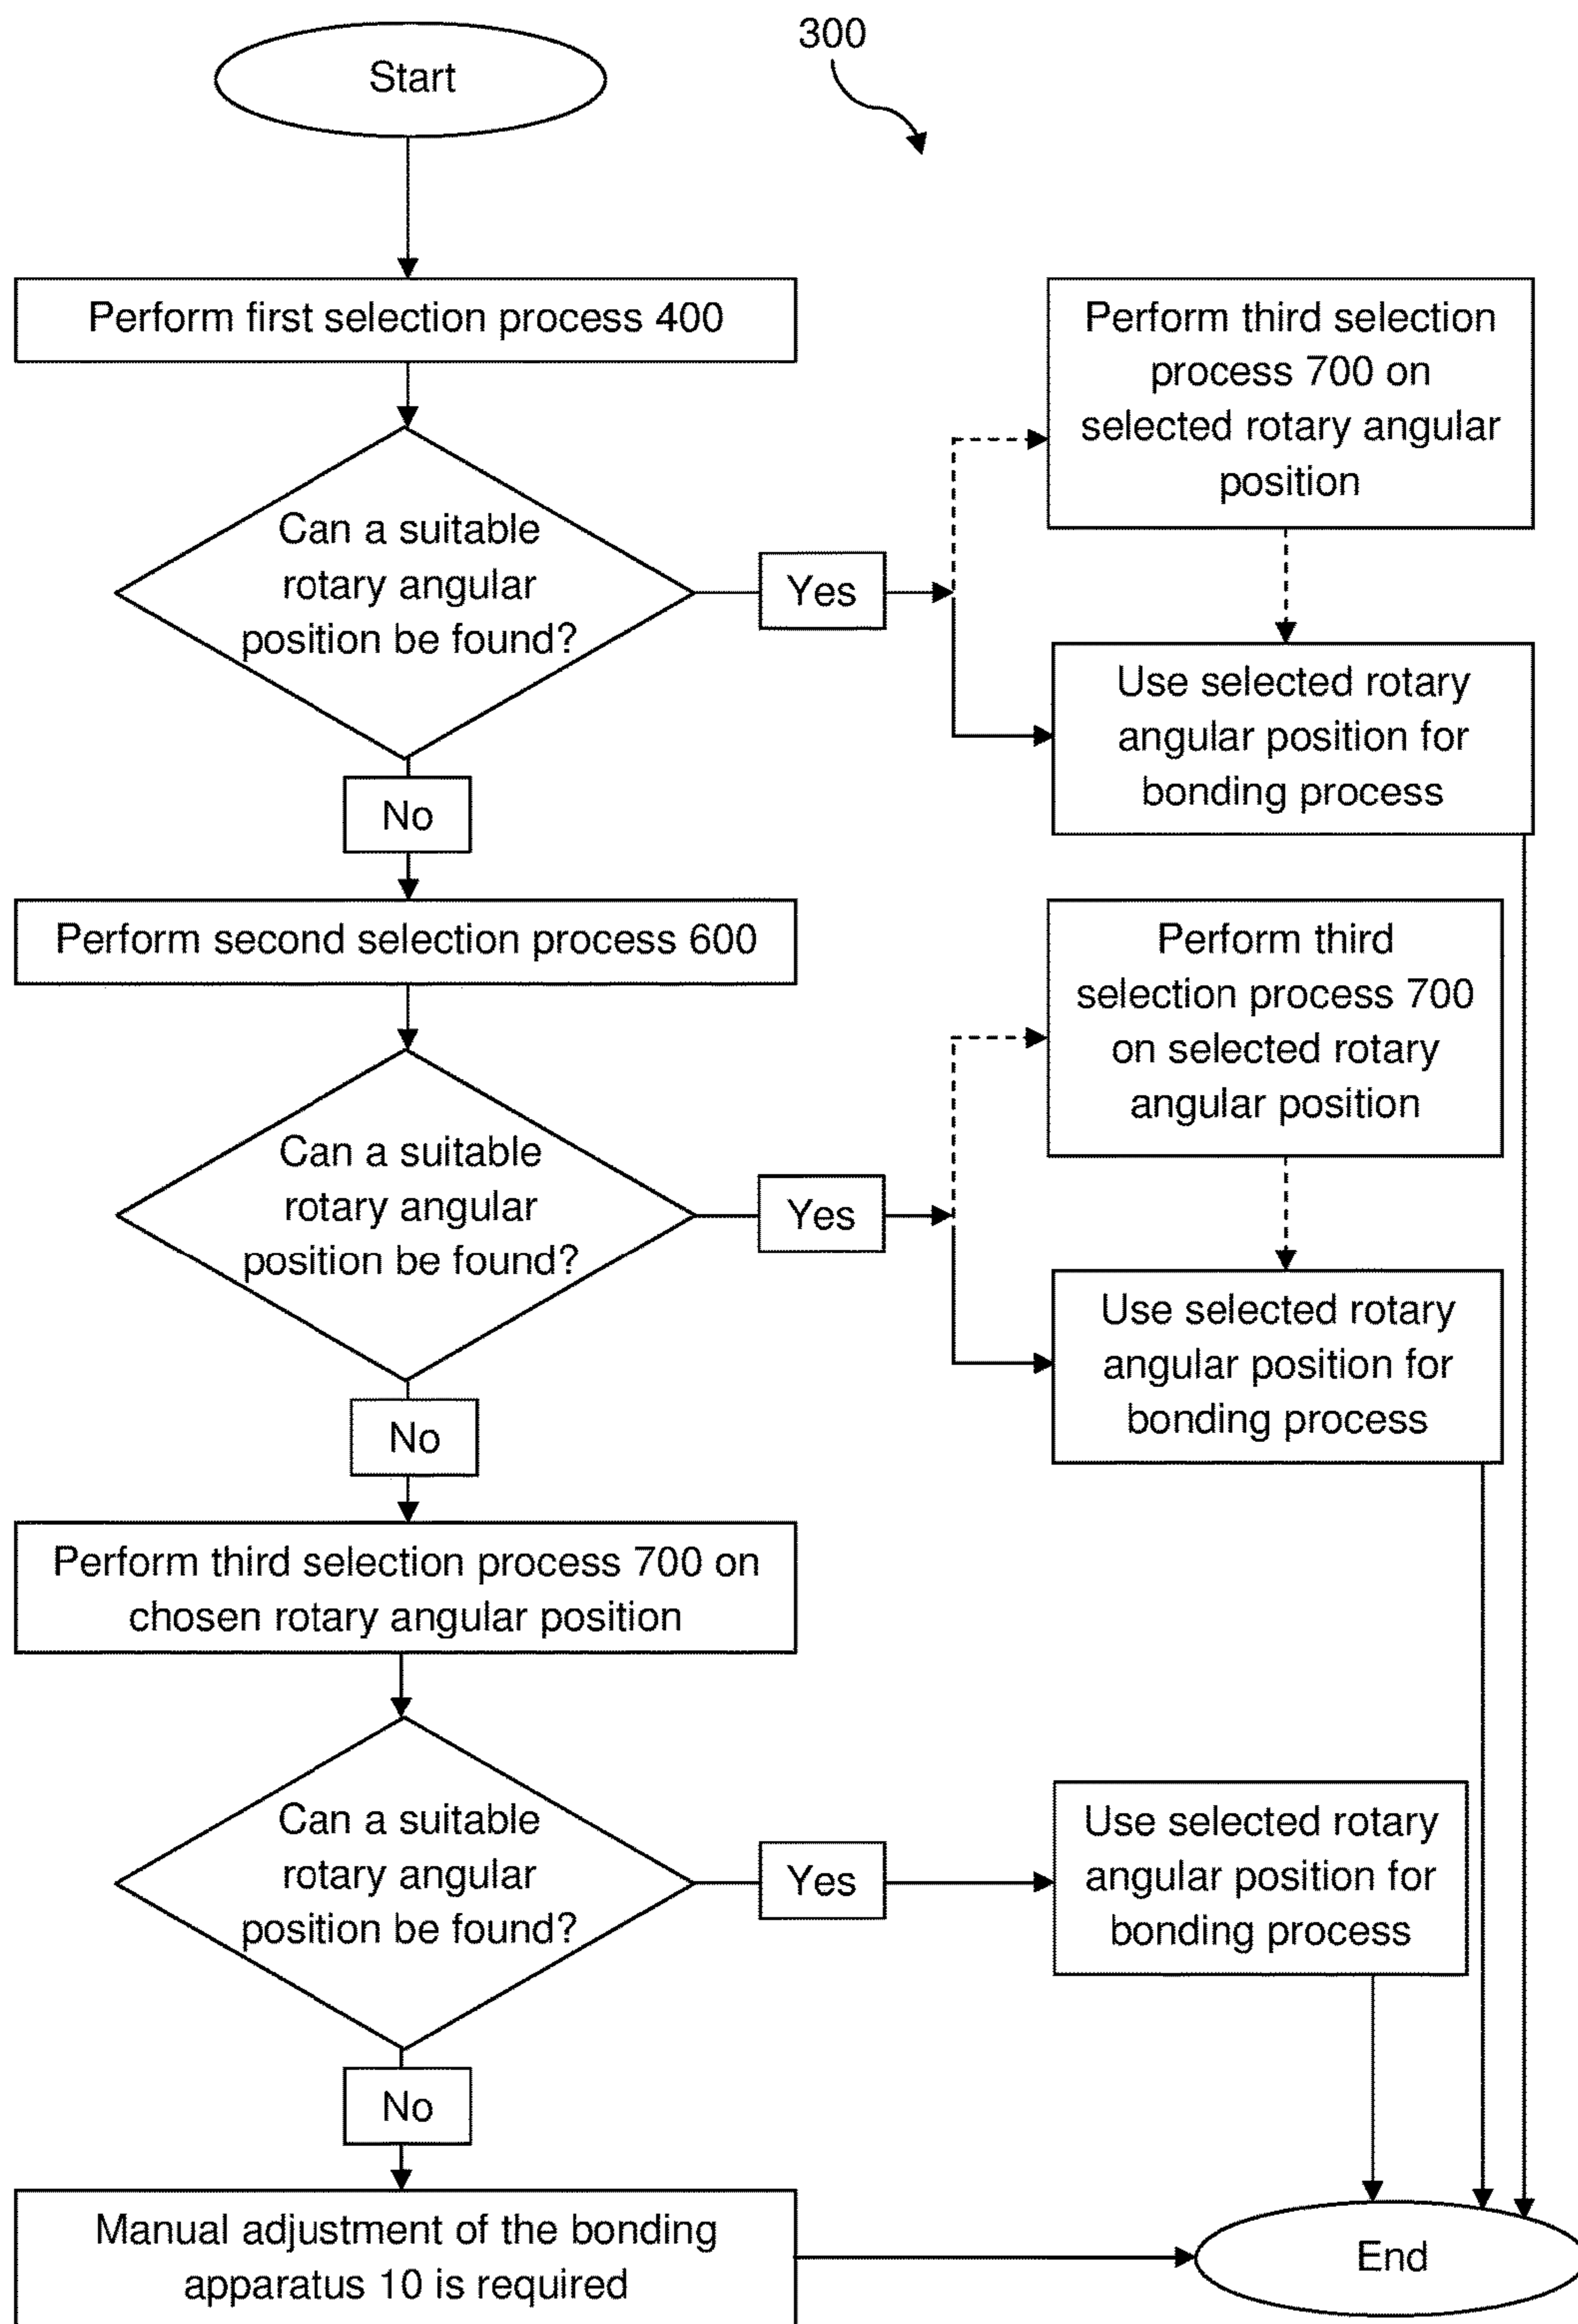 300
Start
Perform first selection process 400
Can a suitable
rotary angular
position be found?
Yes
Perform third selection
process 700 on
selected rotary angular
position
Use selected rotary
angular position for
bonding process
No
Perform second selection process 600
Can a suitable
rotary angular
position be found?
Yes
Perform third
selection process 700
on selected rotary
angular position
Use selected rotary
angular position for
bonding process
No
Perform third selection process 700 on
chosen rotary angular position
Can a suitable
rotary angular
position be found?
Yes
Use selected rotary
angular position for
bonding process
No
Manual adjustment of the bonding
apparatus 10 is required
End